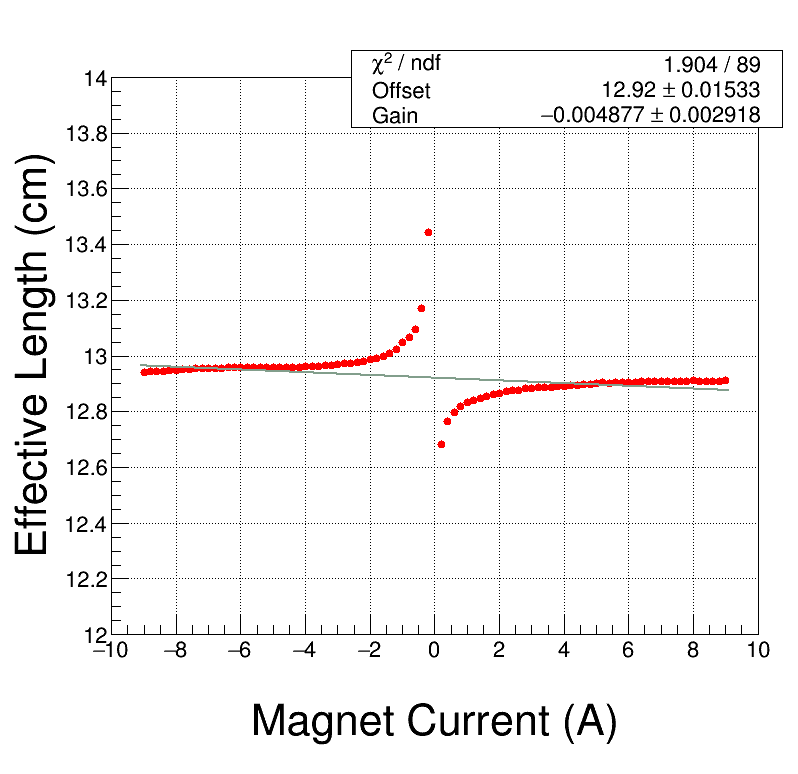 χ² / ndf 1.904 / 89
Offset 12.92 ± 0.01533
Gain −0.004877 ± 0.002918
14
13.8
13.6
13.4
13.2
13
12.8
12.6
12.4
12.2
12
Effective Length (cm)
−10 −8 −6 −4 −2 0 2 4 6 8 10
Magnet Current (A)